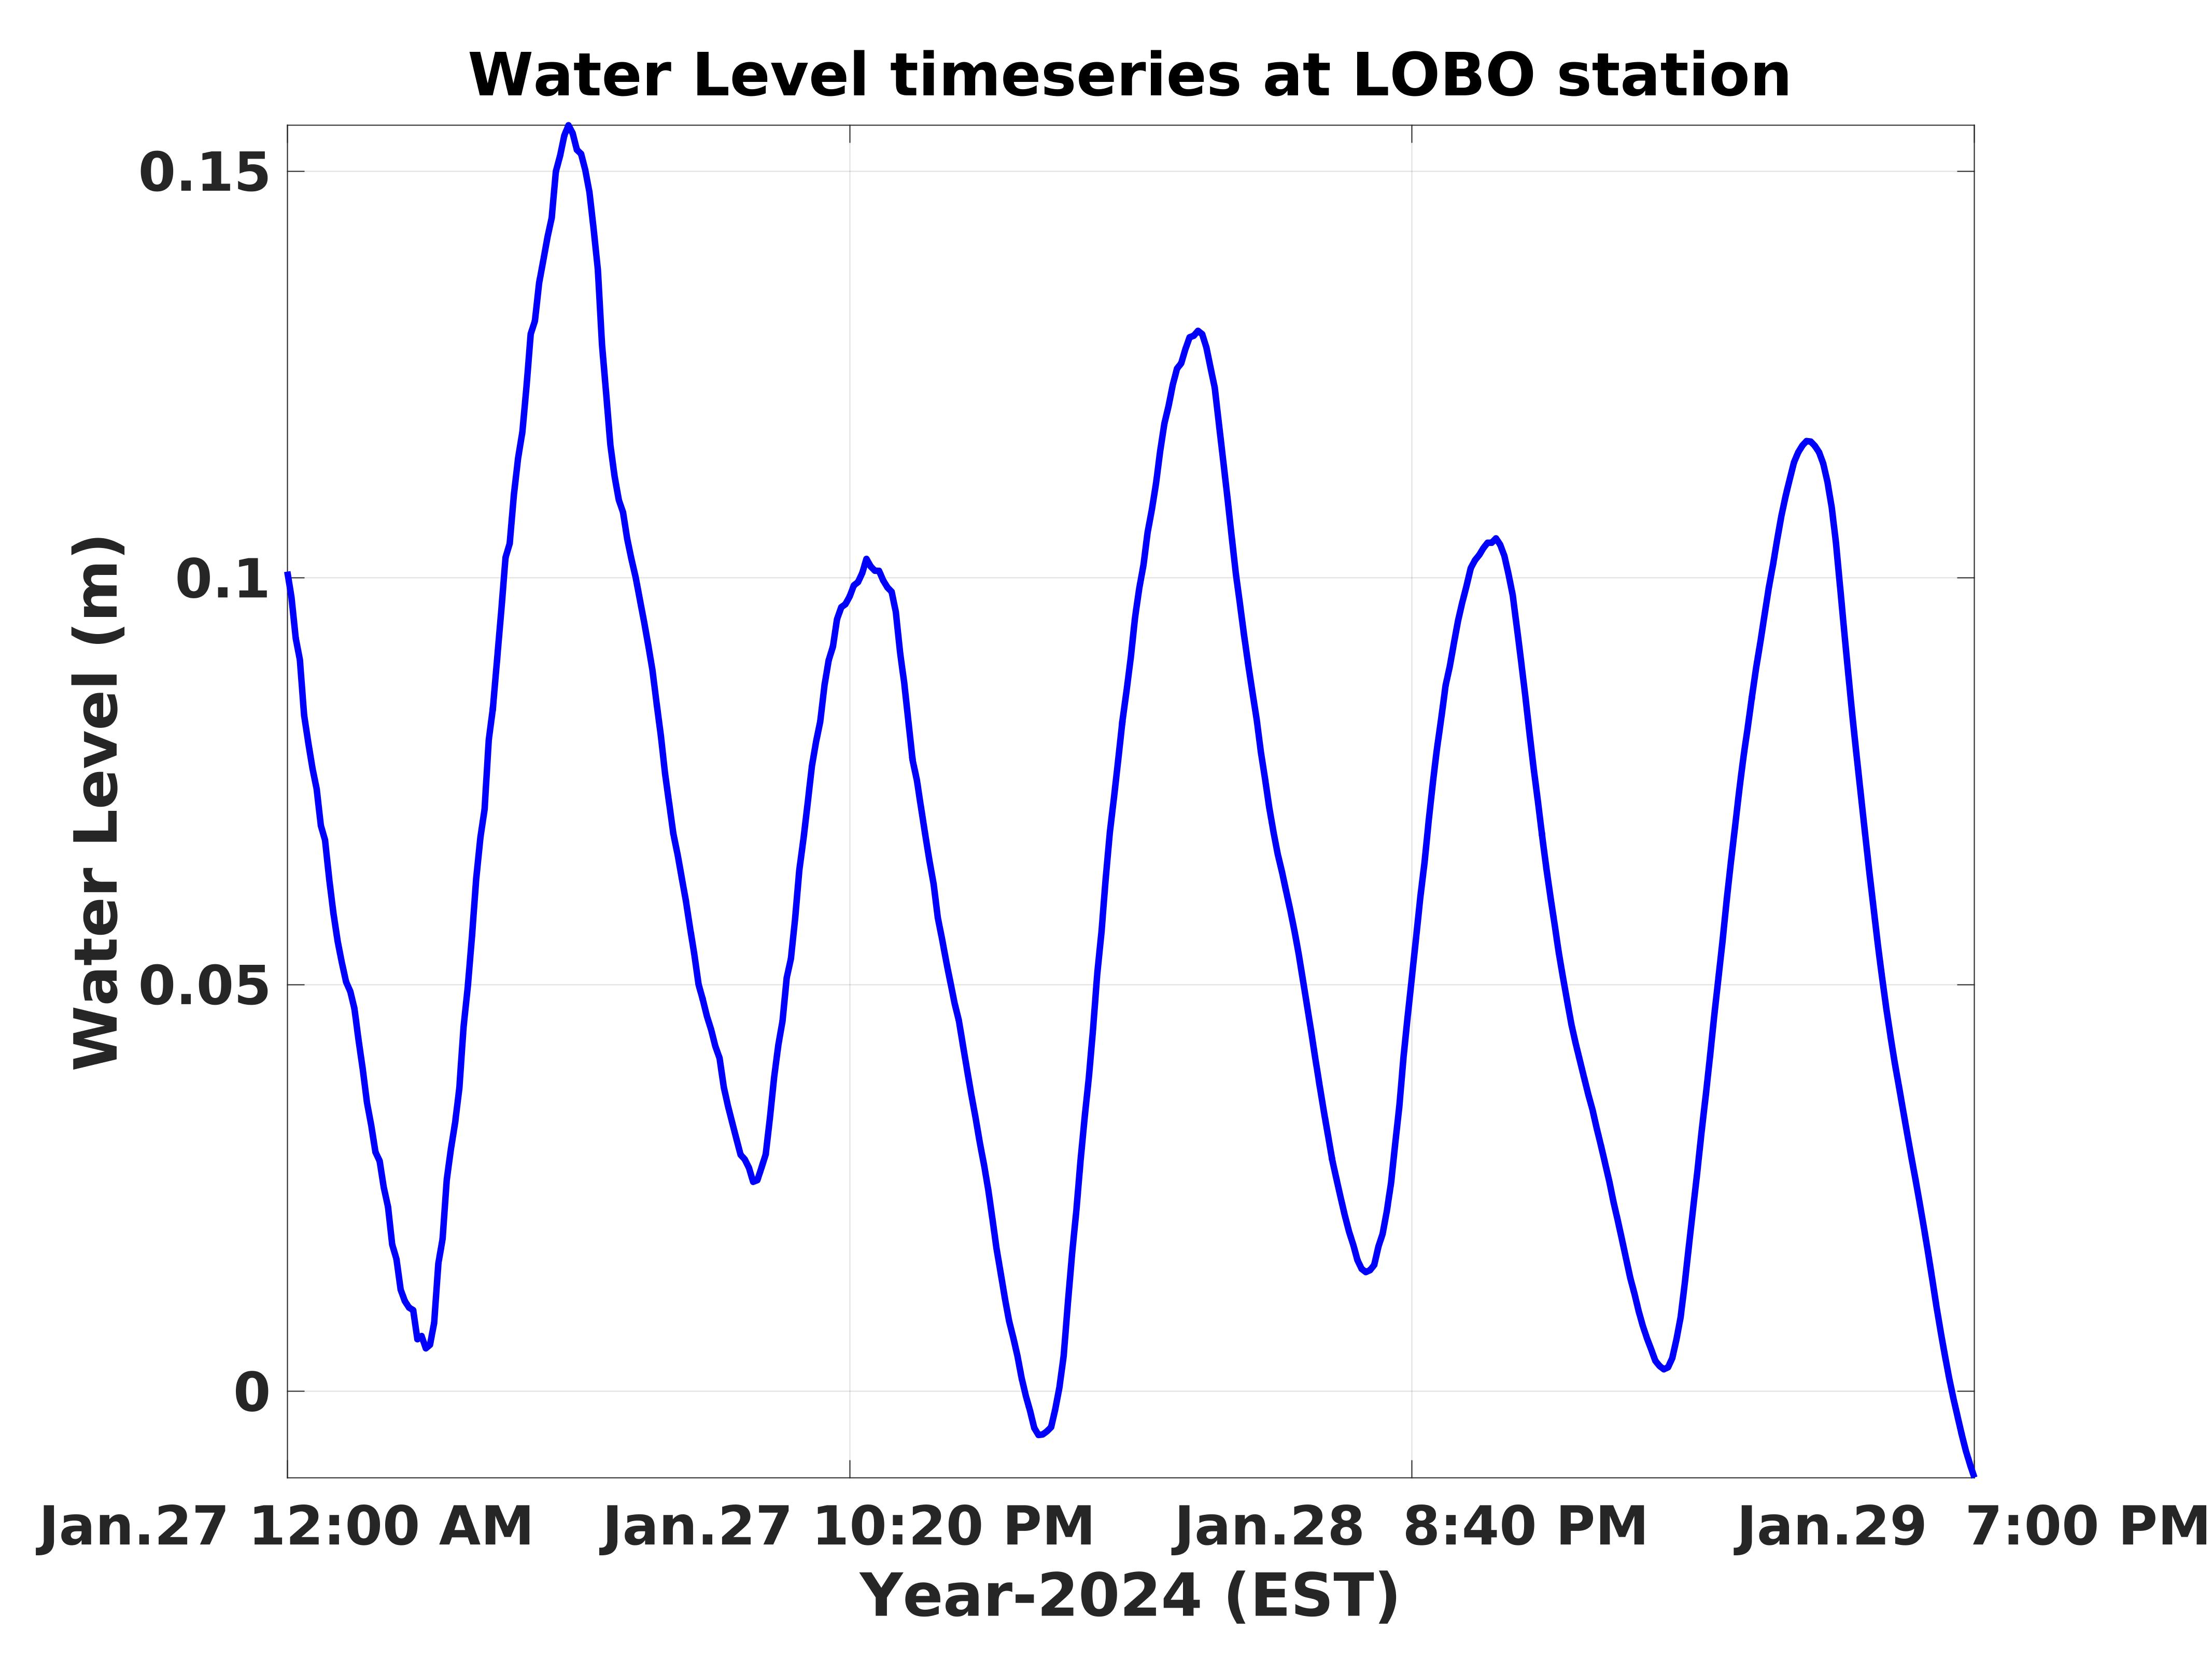 Water Level timeseries at LOBO station
Water Level (m)
0.15
0.1
0.05
0
Jan.27 12:00 AM Jan.27 10:20 PM Jan.28 8:40 PM Jan.29 7:00 PM
Year-2024 (EST)